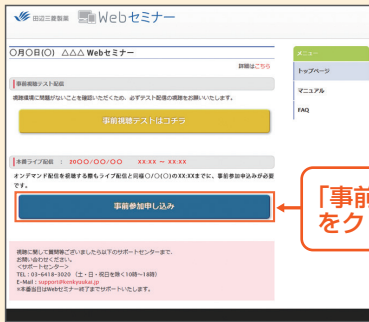 田辺三菱製薬 Webセミナー
〇月〇日(〇) △△△ Webセミナー
詳細はこちら
事前視聴テスト配信
視聴環境に問題がないことを確認いただくため、必ずテスト配信の視聴をお願いいたします。
事前視聴テストはコチラ
本番ライブ配信 : 20〇〇/〇〇/〇〇 XX:XX ~ XX:XX
オンデマンド配信を視聴する際もライブ配信と同様〇/〇(〇)のXX:XXまでに、事前参加申込みが必要
です。
事前参加申し込み
視聴に関して質問等ございましたら以下のサポートセンターまで、
お問い合わせください。
<サポートセンター>
TEL:03-6418-3020 (土・日・祝日を除く10時~18時)
E-Mail:support@kenkyuukai.jp
※本番当日はWebセミナー終了までサポートいたします。
メニュー
トップページ
マニュアル
FAQ
「事前
をク